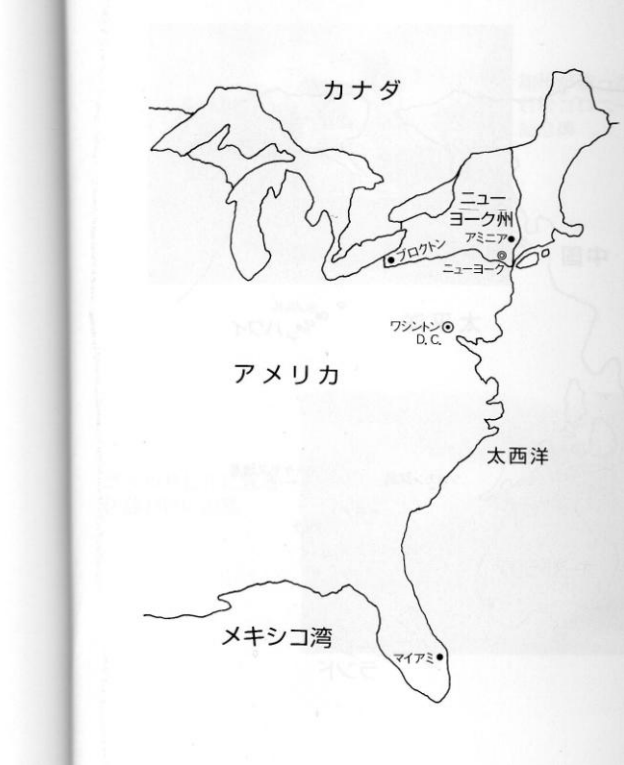 カナダ
ニュー
ヨーク州
アミニア
ブロクトン
ニューヨーク
ワシントン
D.C.
アメリカ
太西洋
メキシコ湾
マイアミ